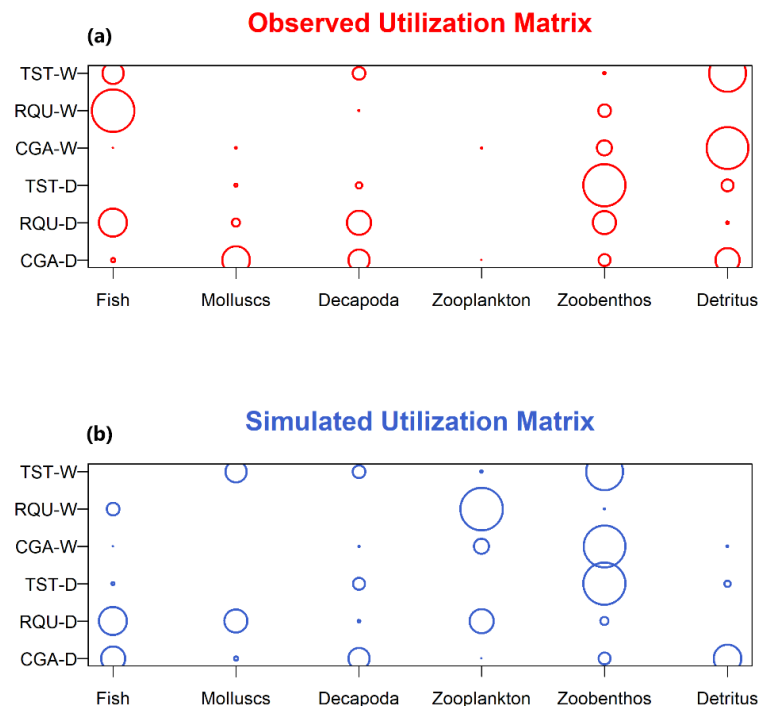 (a)
Observed Utilization Matrix
TST-W
RQU-W
CGA-W
TST-D
RQU-D
CGA-D
Fish Molluscs Decapoda Zooplankton Zoobenthos Detritus
(b)
Simulated Utilization Matrix
TST-W
RQU-W
CGA-W
TST-D
RQU-D
CGA-D
Fish Molluscs Decapoda Zooplankton Zoobenthos Detritus